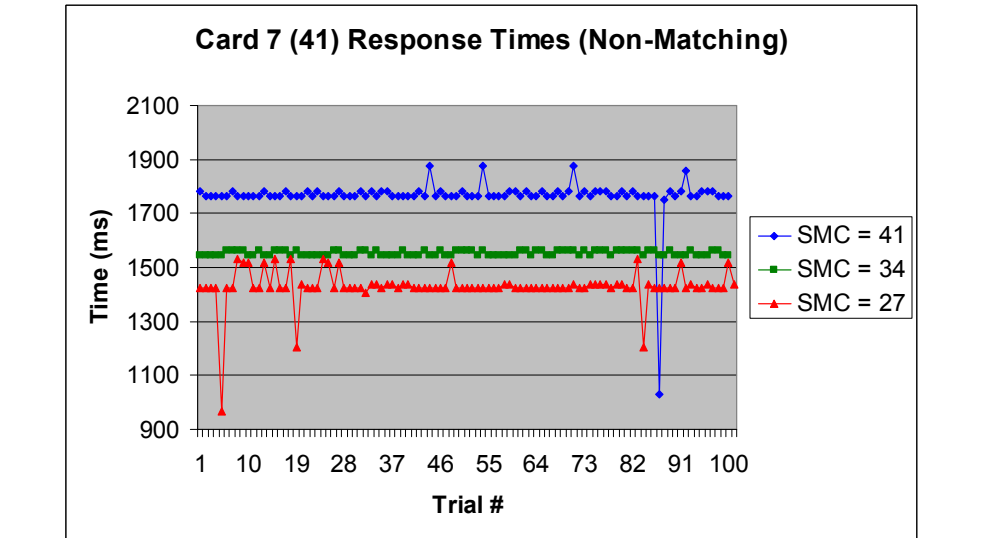 Card 7 (41) Response Times (Non-Matching)
2100
1900
1700
1500
1300
1100
900
Time (ms)
1 10 19 28 37 46 55 64 73 82 91 100
Trial #
SMC = 41
SMC = 34
SMC = 27